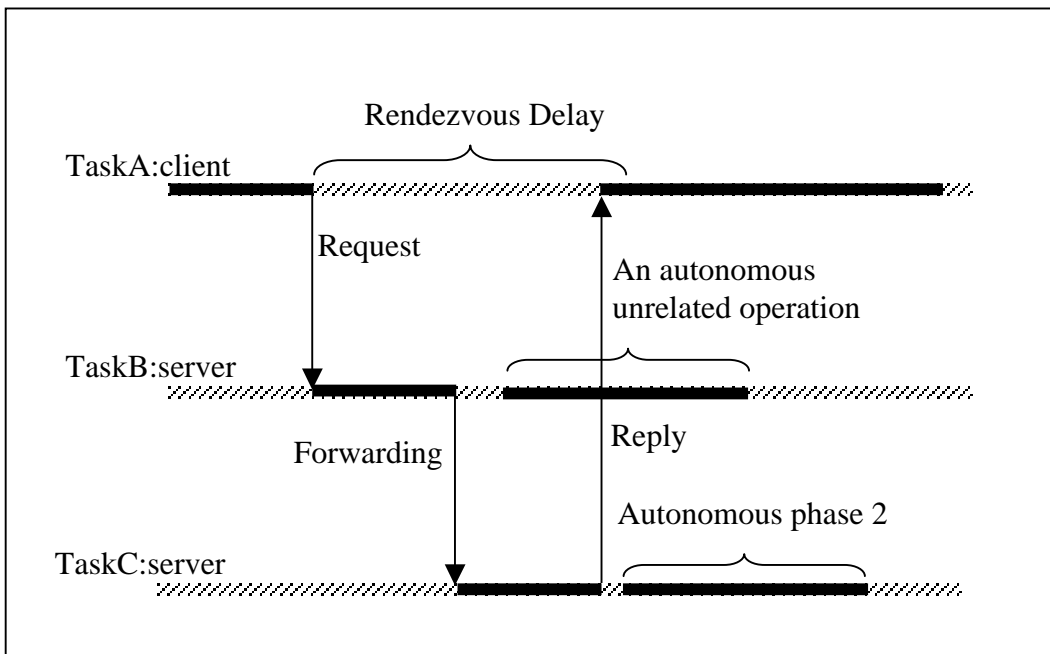 Rendezvous Delay
TaskA:client
Request
An autonomous
unrelated operation
TaskB:server
Forwarding
Reply
Autonomous phase 2
TaskC:server